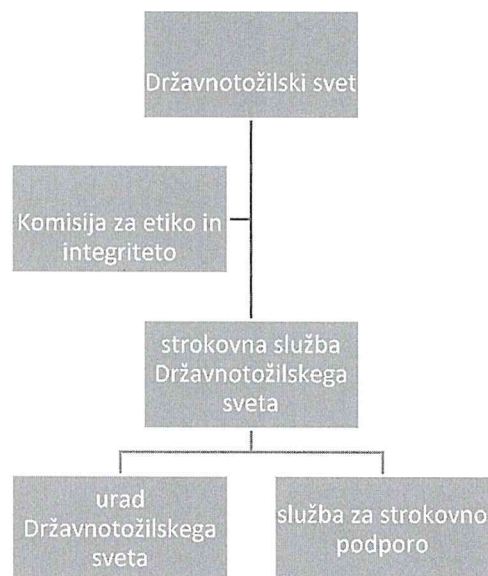 Državnotožilski svet
Komisija za etiko in
integriteto
strokovna služba
Državnotožilskega
sveta
urad
Državnotožilskega
sveta
služba za strokovno
podporo